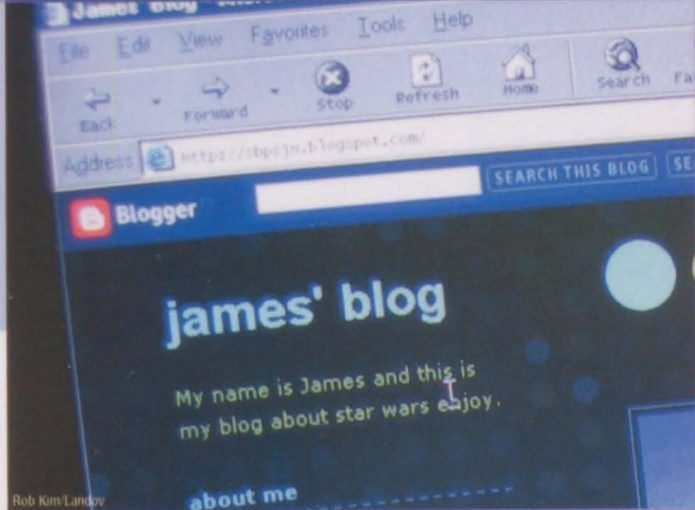 James' Blog -
File Edit View Favorites Tools Help
Back Forward Stop Refresh Home Search Fa
Address
Blogger SEARCH THIS BLOG SE
james' blog
My name is James and this is
my blog about star wars enjoy.
about me
Rob Kim/Landov